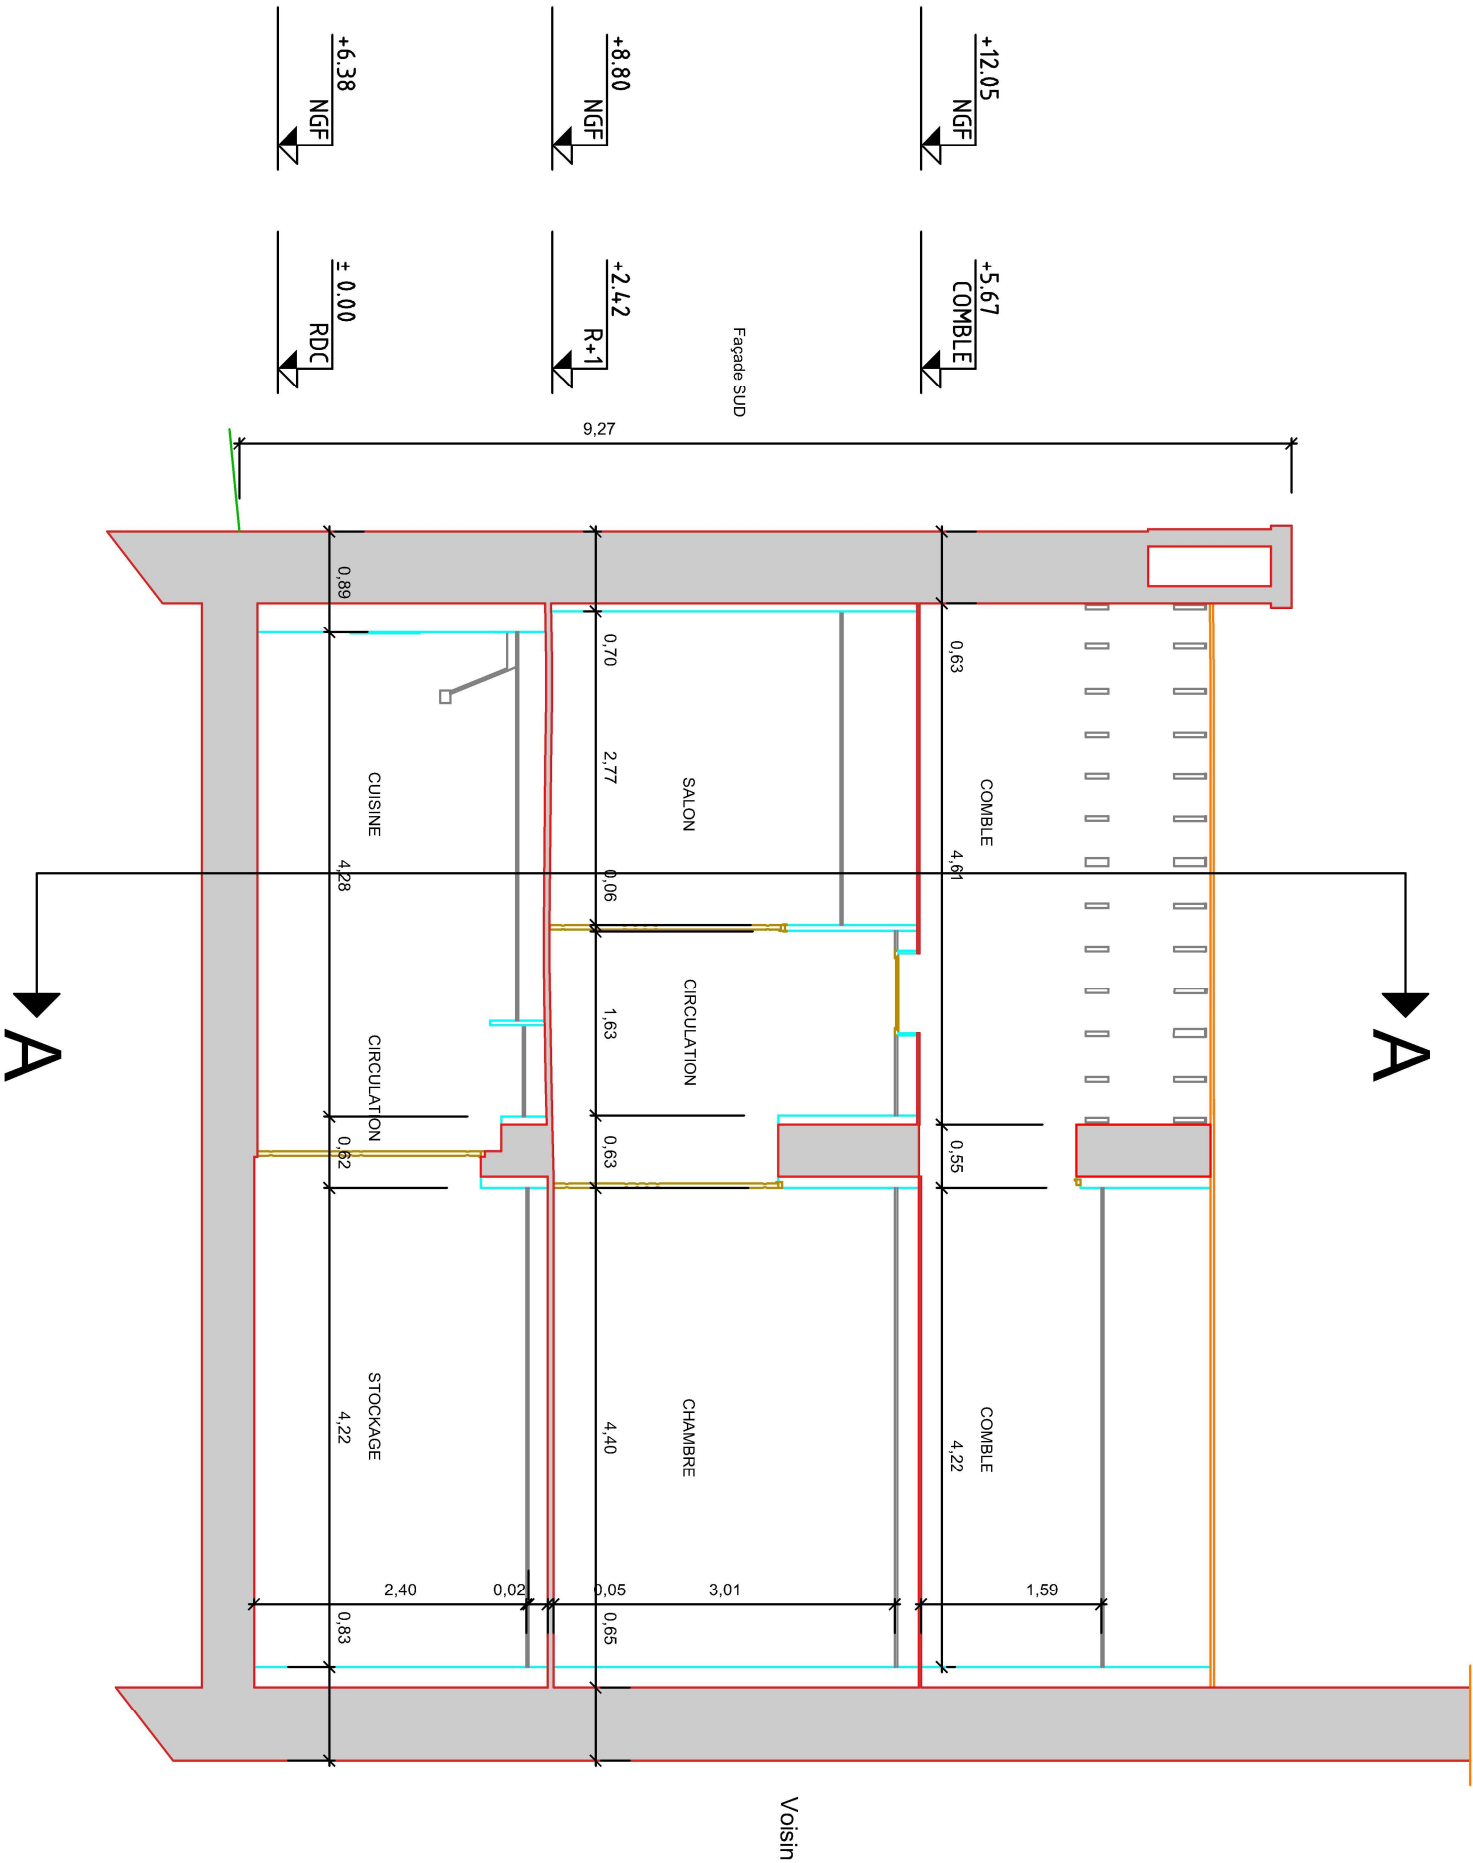 +12.05
NGF
+5.67
COMBLE
+8.80
NGF
+2.42
R+1
+6.38
NGF
± 0.00
RDC
Façade SUD
9,27
0,63
COMBLE
4,61
0,55
COMBLE
4,22
1,59
0,70
2,77
SALON
0,06
CIRCULATION
1,63
0,63
CHAMBRE
4,40
0,05
3,01
0,65
0,89
CUISINE
4,28
CIRCULATION
0,62
STOCKAGE
4,22
2,40
0,02
0,83
A
A
Voisin